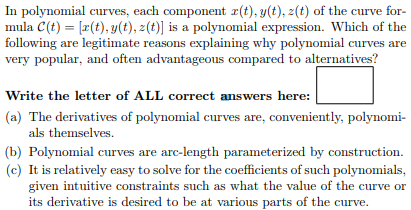 In polynomial curves, each component x(t), y(t), z(t) of the curve for-
mula C(t) = [x(t), y(t), z(t)] is a polynomial expression. Which of the
following are legitimate reasons explaining why polynomial curves are
very popular, and often advantageous compared to alternatives?
Write the letter of ALL correct answers here:
(a) The derivatives of polynomial curves are, conveniently, polynomi-
als themselves.
(b) Polynomial curves are arc-length parameterized by construction.
(c) It is relatively easy to solve for the coefficients of such polynomials,
given intuitive constraints such as what the value of the curve or
its derivative is desired to be at various parts of the curve.